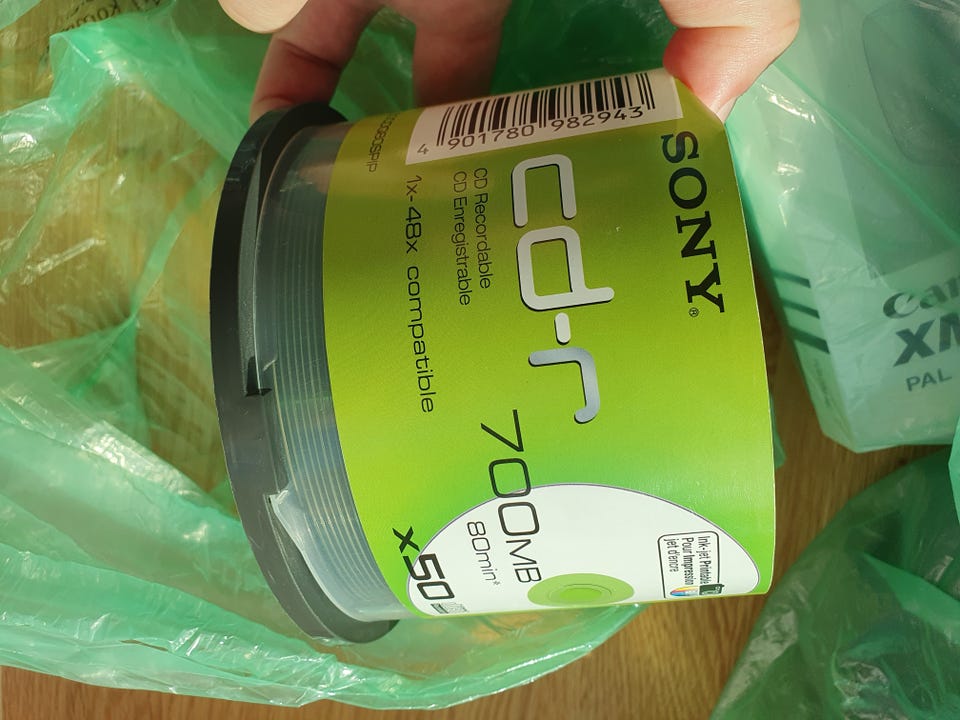 SONY®
cd-r
CD Recordable
CD Enregistrable
1x-48x compatible
700MB
80min*
x50
Ink-jet Printable
Pour Impression
jet d'encre
4 901780 982943
XM
PAL